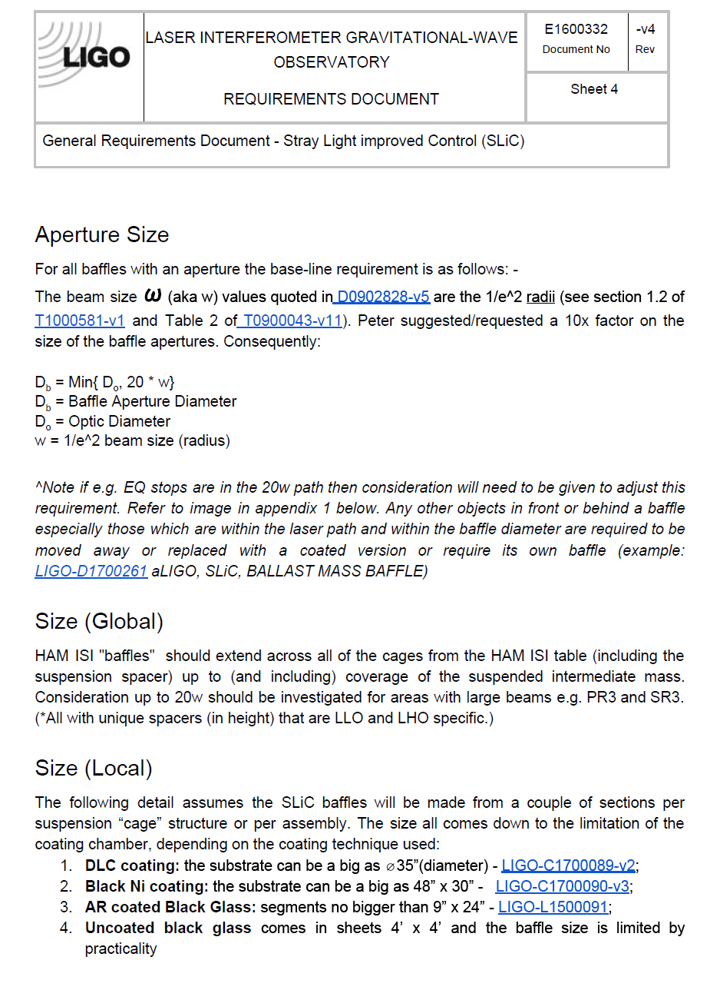 LIGO
LASER INTERFEROMETER GRAVITATIONAL-WAVE
OBSERVATORY
REQUIREMENTS DOCUMENT
E1600332
Document No
-v4
Rev
Sheet 4
General Requirements Document - Stray Light improved Control (SLiC)
Aperture Size
For all baffles with an aperture the base-line requirement is as follows: -
The beam size ω (aka w) values quoted in D0902828-v5 are the 1/e^2 radii (see section 1.2 of
T1000581-v1 and Table 2 of T0900043-v11). Peter suggested/requested a 10x factor on the
size of the baffle apertures. Consequently:
D_b = Min{ D_o, 20 * w}
D_b = Baffle Aperture Diameter
D_o = Optic Diameter
w = 1/e^2 beam size (radius)
^Note if e.g. EQ stops are in the 20w path then consideration will need to be given to adjust this
requirement. Refer to image in appendix 1 below. Any other objects in front or behind a baffle
especially those which are within the laser path and within the baffle diameter are required to be
moved away or replaced with a coated version or require its own baffle (example:
LIGO-D1700261 aLIGO, SLiC, BALLAST MASS BAFFLE)
Size (Global)
HAM ISI "baffles" should extend across all of the cages from the HAM ISI table (including the
suspension spacer) up to (and including) coverage of the suspended intermediate mass.
Consideration up to 20w should be investigated for areas with large beams e.g. PR3 and SR3.
(*All with unique spacers (in height) that are LLO and LHO specific.)
Size (Local)
The following detail assumes the SLiC baffles will be made from a couple of sections per
suspension “cage” structure or per assembly. The size all comes down to the limitation of the
coating chamber, depending on the coating technique used:
1. DLC coating: the substrate can be a big as ⌀35”(diameter) - LIGO-C1700089-v2;
2. Black Ni coating: the substrate can be a big as 48” x 30” - LIGO-C1700090-v3;
3. AR coated Black Glass: segments no bigger than 9” x 24” - LIGO-L1500091;
4. Uncoated black glass comes in sheets 4’ x 4’ and the baffle size is limited by
practicality